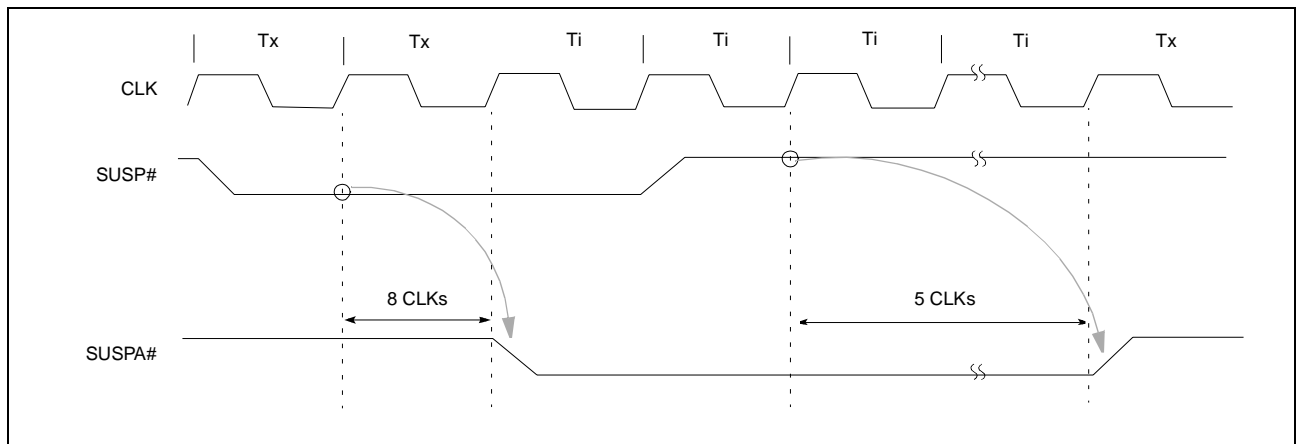 Tx Tx Ti Ti Ti Ti Tx
CLK
SUSP#
8 CLKs 5 CLKs
SUSPA#